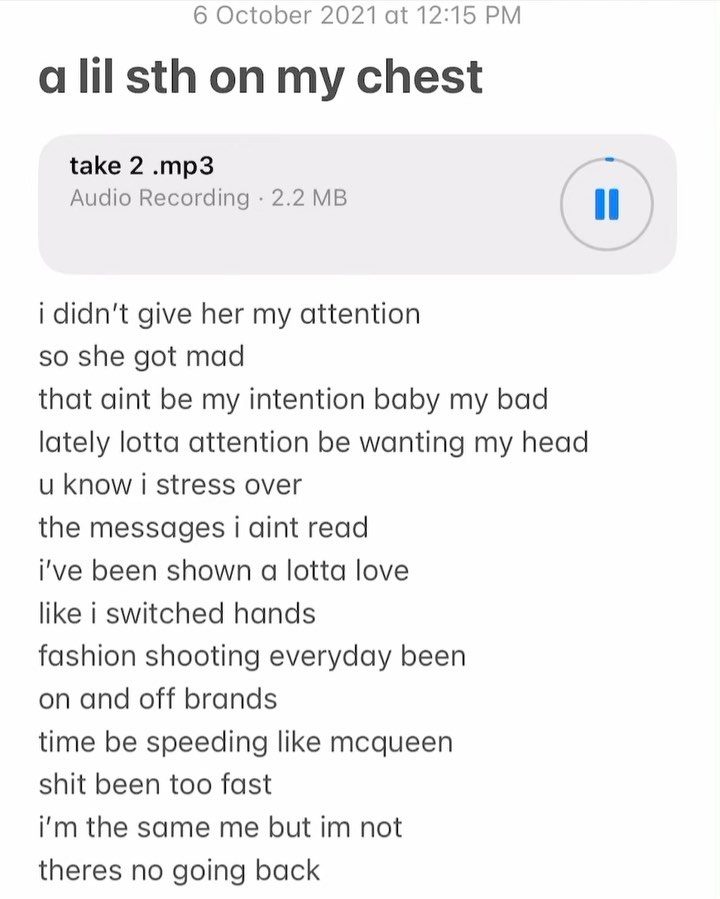 6 October 2021 at 12:15 PM
a lil sth on my chest
take 2 .mp3
Audio Recording · 2.2 MB
i didn't give her my attention
so she got mad
that aint be my intention baby my bad
lately lotta attention be wanting my head
u know i stress over
the messages i aint read
i've been shown a lotta love
like i switched hands
fashion shooting everyday been
on and off brands
time be speeding like mcqueen
shit been too fast
i'm the same me but im not
theres no going back